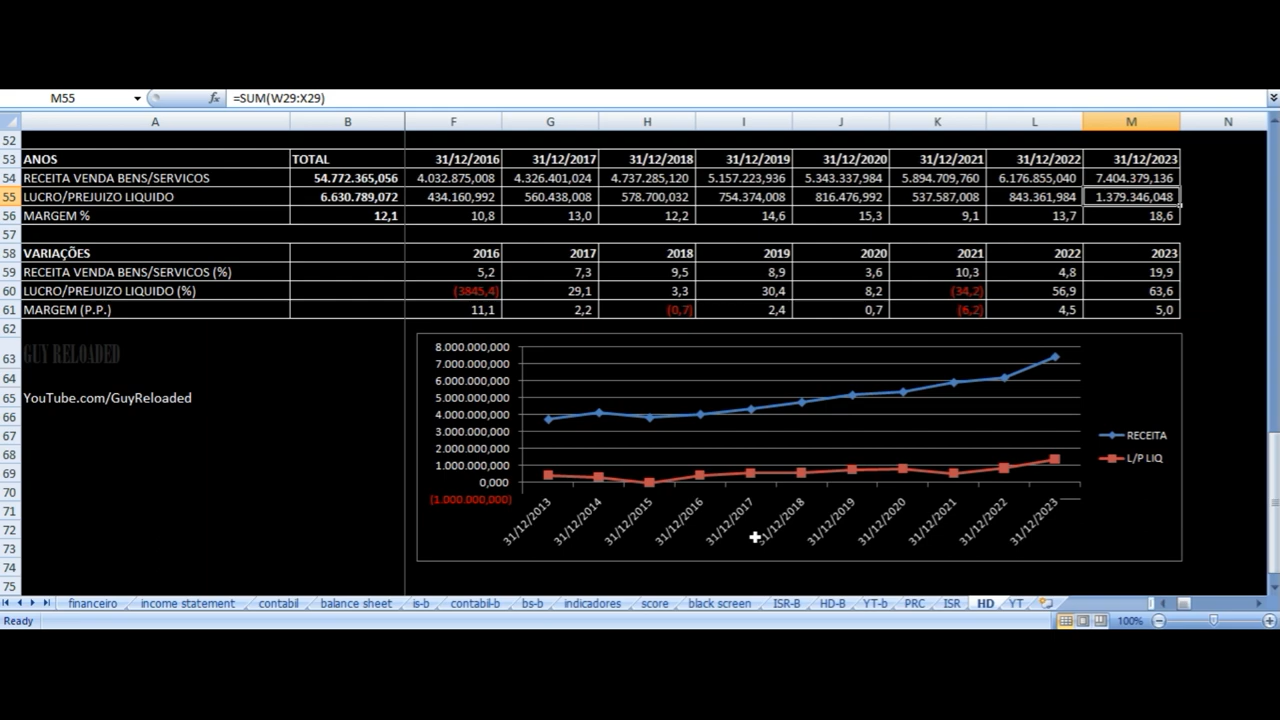 M55 =SUM(W29:X29)
A B F G H I J K L M N
52
53 ANOS TOTAL 31/12/2016 31/12/2017 31/12/2018 31/12/2019 31/12/2020 31/12/2021 31/12/2022 31/12/2023
54 RECEITA VENDA BENS/SERVICOS 54.772.365,056 4.032.875,008 4.326.401,024 4.737.285,120 5.157.223,936 5.343.337,984 5.894.709,760 6.176.855,040 7.404.379,136
55 LUCRO/PREJUIZO LIQUIDO 6.630.789,072 434.160,992 560.438,008 578.700,032 754.374,008 816.476,992 537.587,008 843.361,984 1.379.346,048
56 MARGEM % 12,1 10,8 13,0 12,2 14,6 15,3 9,1 13,7 18,6
57
58 VARIAÇÕES 2016 2017 2018 2019 2020 2021 2022 2023
59 RECEITA VENDA BENS/SERVICOS (%) 5,2 7,3 9,5 8,9 3,6 10,3 4,8 19,9
60 LUCRO/PREJUIZO LIQUIDO (%) (3845,4) 29,1 3,3 30,4 8,2 (34,2) 56,9 63,6
61 MARGEM (P.P.) 11,1 2,2 (0,7) 2,4 0,7 (6,2) 4,5 5,0
62
63 GUY RELOADED
64
65 YouTube.com/GuyReloaded
66
67
68
69
70
71
72
73
74
75
8.000.000,000
7.000.000,000
6.000.000,000
5.000.000,000
4.000.000,000
3.000.000,000
2.000.000,000
1.000.000,000
0,000
(1.000.000,000)
31/12/2013 31/12/2014 31/12/2015 31/12/2016 31/12/2017 31/12/2018 31/12/2019 31/12/2020 31/12/2021 31/12/2022 31/12/2023
RECEITA
L/P LIQ
financeiro income statement contabil balance sheet is-b contabil-b bs-b indicadores score black screen ISR-B HD-B YT-b PRC ISR HD YT
Ready 100%